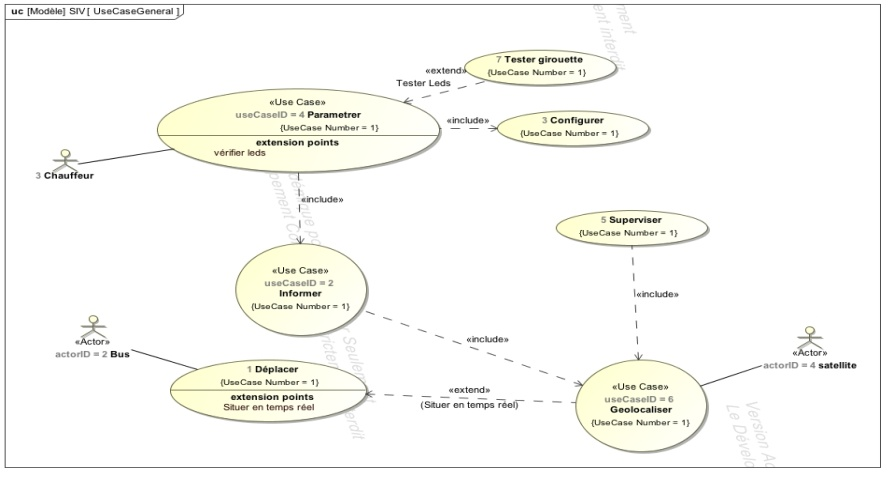 uc [Modèle] SIV [ UseCaseGeneral ]
7 Tester girouette
{UseCase Number = 1}
«extend»
Tester Leds
«Use Case»
useCaseID = 4 Parametrer
{UseCase Number = 1}
extension points
vérifier leds
«include»
3 Configurer
{UseCase Number = 1}
3 Chauffeur
«include»
5 Superviser
{UseCase Number = 1}
«Use Case»
useCaseID = 2
Informer
{UseCase Number = 1}
«include»
«include»
«Actor»
actorID = 2 Bus
«Actor»
actorID = 4 satellite
1 Déplacer
{UseCase Number = 1}
extension points
Situer en temps réel
«extend»
(Situer en temps réel)
«Use Case»
useCaseID = 6
Geolocaliser
{UseCase Number = 1}
Seulement
Version
Le